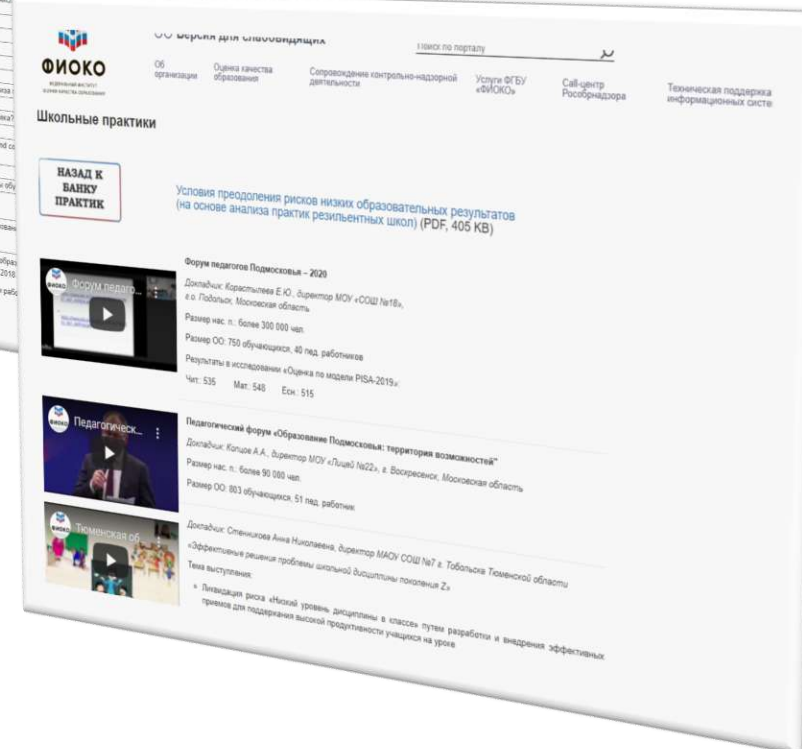 ФИОКО
ОО Версия для слабовидящих
Поиск по порталу
Об организации
Оценка качества образования
Сопровождение контрольно-надзорной деятельности
Услуги ФГБУ «ФИОКО»
Call-центр Рособрнадзора
Техническая поддержка информационных систе
Школьные практики
НАЗАД К
БАНКУ
ПРАКТИК
Условия преодоления рисков низких образовательных результатов
(на основе анализа практик резильентных школ) (PDF, 405 KB)
Форум педаго...
Форум педагогов Подмосковья – 2020
Докладчик: Корастылева Е.Ю., директор МОУ «СОШ №18»,
г.о. Подольск, Московская область
Размер нас. п.: более 300 000 чел.
Размер ОО: 750 обучающихся, 40 пед. работников
Результаты в исследовании «Оценка по модели PISA-2019»:
Чит.: 535 Мат.: 548 Есн.: 515
Педагогическ...
Педагогический форум «Образование Подмосковья: территория возможностей"
Докладчик: Копцов А.А., директор МОУ «Лицей №22», г. Воскресенск, Московская область
Размер нас. п.: более 90 000 чел.
Размер ОО: 803 обучающихся, 51 пед. работник
Тюменская об
Докладчик: Стенникова Анна Николаевна, директор МАОУ СОШ №7 г. Тобольска Тюменской области
«Эффективные решения проблемы школьной дисциплины поколения Z»
Тема выступления:
Ликвидация риска «Низкий уровень дисциплины в классе» путем разработки и внедрения эффективных
приемов для поддержания высокой продуктивности учащихся на уроке